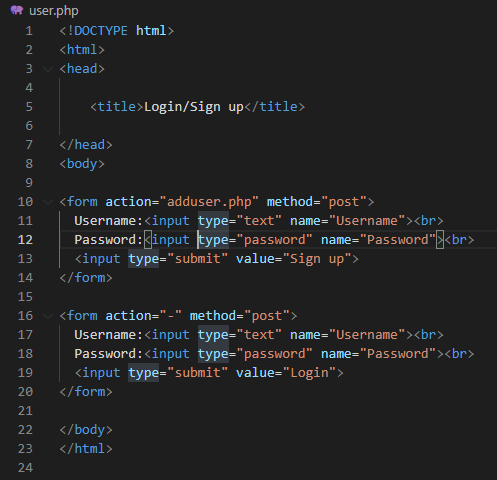 user.php
1 <!DOCTYPE html>
2 <html>
3 <head>
4
5 <title>Login/Sign up</title>
6
7 </head>
8 <body>
9
10 <form action="adduser.php" method="post">
11 Username:<input type="text" name="Username"><br>
12 Password:<input type="password" name="Password"><br>
13 <input type="submit" value="Sign up">
14 </form>
15
16 <form action="-" method="post">
17 Username:<input type="text" name="Username"><br>
18 Password:<input type="password" name="Password"><br>
19 <input type="submit" value="Login">
20 </form>
21
22 </body>
23 </html>
24